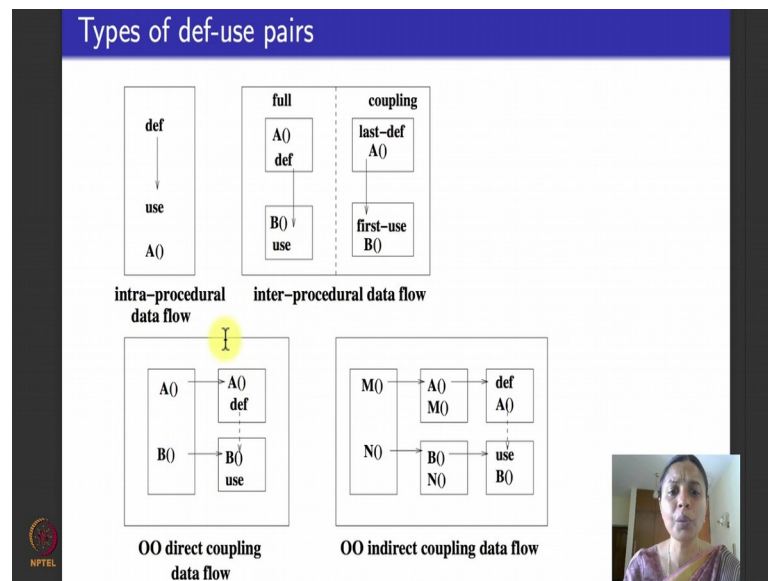 Types of def-use pairs
def
use
A()
intra-procedural
data flow
full
coupling
A()
def
B()
use
last-def
A()
first-use
B()
inter-procedural data flow
A()
B()
A()
def
B()
use
OO direct coupling
data flow
M()
N()
A()
M()
B()
N()
def
A()
use
B()
OO indirect coupling data flow
NPTEL